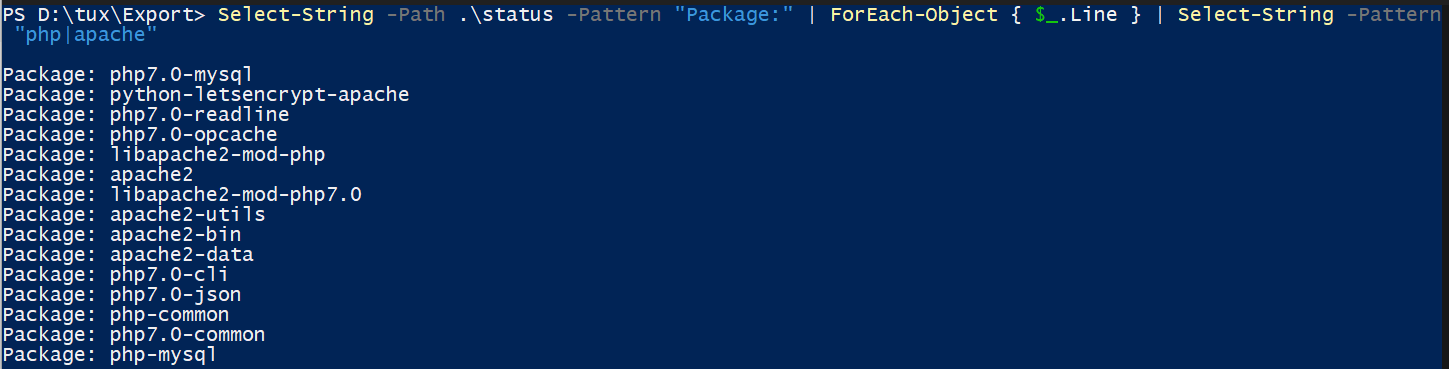 PS D:\tux\Export> Select-String -Path .\status -Pattern "Package:" | ForEach-Object { $_.Line } | Select-String -Pattern
"php|apache"
Package: php7.0-mysql
Package: python-letsencrypt-apache
Package: php7.0-readline
Package: php7.0-opcache
Package: libapache2-mod-php
Package: apache2
Package: libapache2-mod-php7.0
Package: apache2-utils
Package: apache2-bin
Package: apache2-data
Package: php7.0-cli
Package: php7.0-json
Package: php-common
Package: php7.0-common
Package: php-mysql